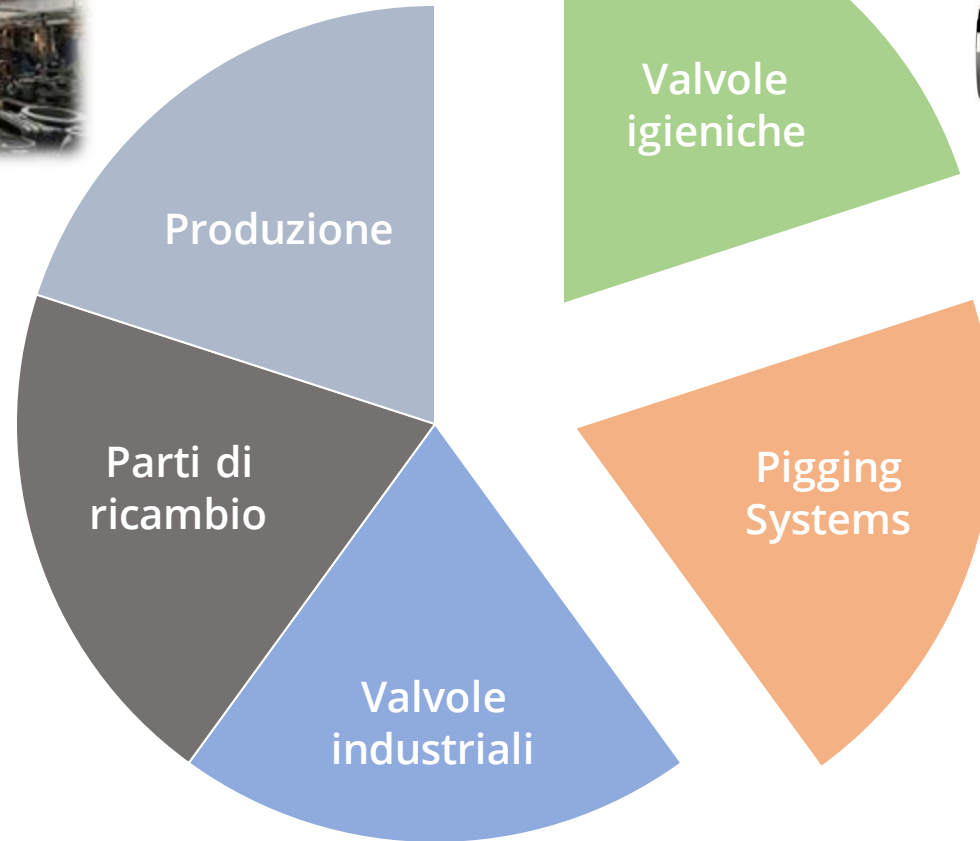 Valvole
igieniche
Produzione
Parti di
ricambio
Pigging
Systems
Valvole
industriali